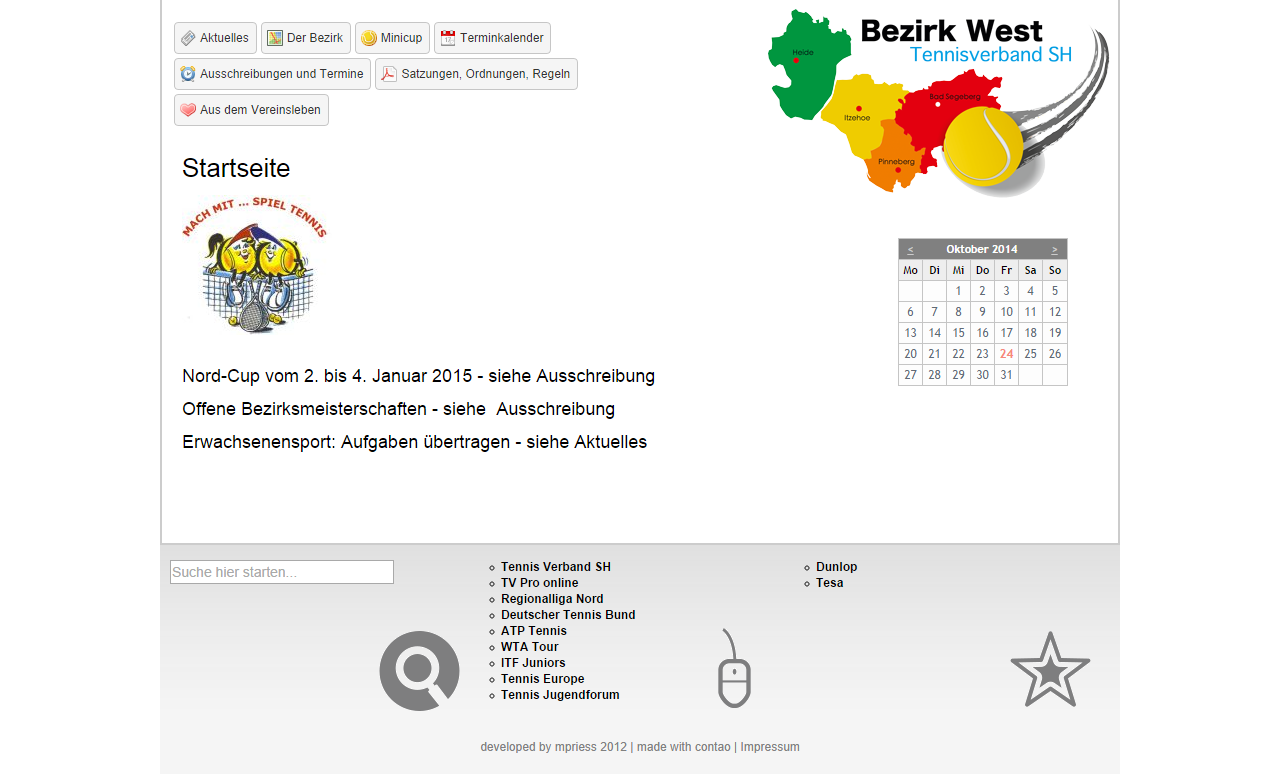 Aktuelles Der Bezirk Minicup Terminkalender
Ausschreibungen und Termine Satzungen, Ordnungen, Regeln
Aus dem Vereinsleben
Bezirk West
Tennisverband SH
Heide
Bad Segeberg
Itzehoe
Pinneberg
Startseite
MACH MIT ... SPIEL TENNIS
< Oktober 2014 >
Mo Di Mi Do Fr Sa So
1 2 3 4 5
6 7 8 9 10 11 12
13 14 15 16 17 18 19
20 21 22 23 24 25 26
27 28 29 30 31
Nord-Cup vom 2. bis 4. Januar 2015 - siehe Ausschreibung
Offene Bezirksmeisterschaften - siehe  Ausschreibung
Erwachsenensport: Aufgaben übertragen - siehe Aktuelles
Suche hier starten...
Tennis Verband SH
TV Pro online
Regionalliga Nord
Deutscher Tennis Bund
ATP Tennis
WTA Tour
ITF Juniors
Tennis Europe
Tennis Jugendforum
Dunlop
Tesa
developed by mpriess 2012 | made with contao | Impressum